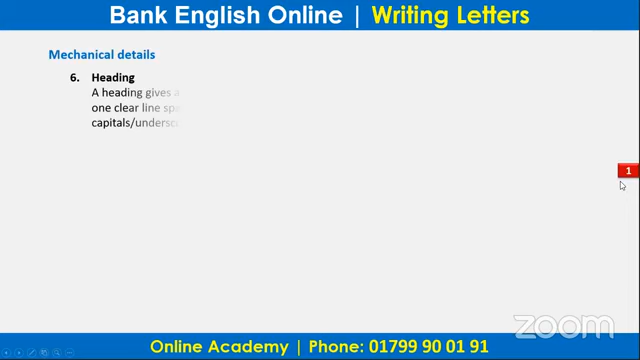 Bank English Online | Writing Letters
Mechanical details
6. Heading
A heading gives a
one clear line spa
capitals/undersc
1
zoom
Online Academy | Phone: 01799 90 01 91